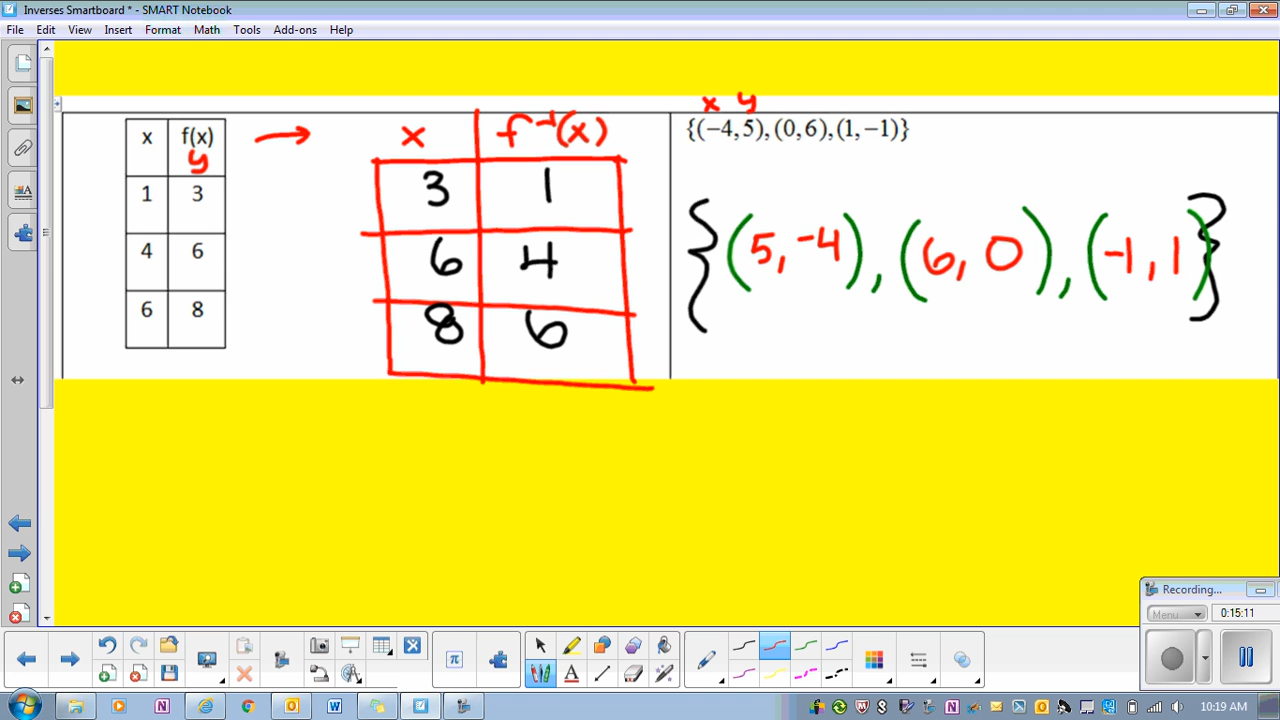 Inverses Smartboard * - SMART Notebook
File Edit View Insert Format Math Tools Add-ons Help
x f(x)
y
1 3
4 6
6 8
x f⁻¹(x)
3 1
6 4
8 6
x y
{(−4,5),(0,6),(1,−1)}
{(5,-4),(6,0),(-1,1)}
Recording...
Menu
0:15:11
π
A
10:19 AM